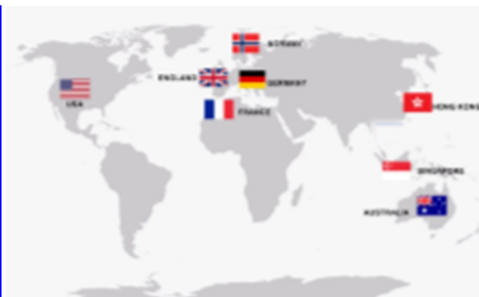 NORWAY
ENGLAND
GERMANY
USA
HONG KONG
FRANCE
SINGAPORE
AUSTRALIA